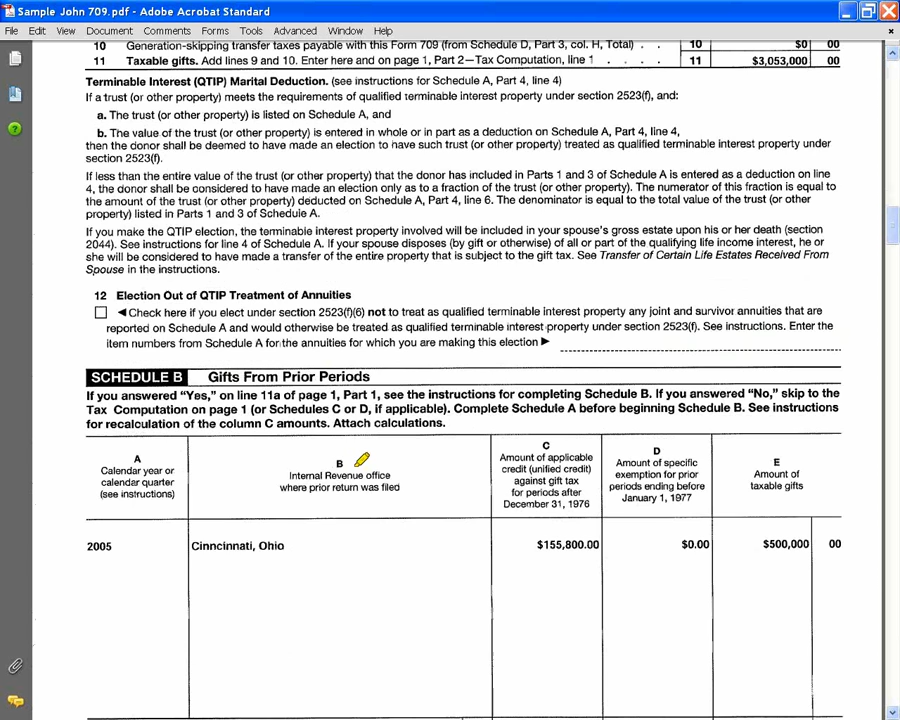 Sample John 709.pdf - Adobe Acrobat Standard
File Edit View Document Comments Forms Tools Advanced Window Help
10 Generation-skipping transfer taxes payable with this Form 709 (from Schedule D, Part 3, col. H, Total) . . 10 $0 00
11 Taxable gifts. Add lines 9 and 10. Enter here and on page 1, Part 2—Tax Computation, line 1 . . . . 11 $3,053,000 00
Terminable Interest (QTIP) Marital Deduction. (see instructions for Schedule A, Part 4, line 4)
If a trust (or other property) meets the requirements of qualified terminable interest property under section 2523(f), and:
a. The trust (or other property) is listed on Schedule A, and
b. The value of the trust (or other property) is entered in whole or in part as a deduction on Schedule A, Part 4, line 4,
then the donor shall be deemed to have made an election to have such trust (or other property) treated as qualified terminable interest property under
section 2523(f).
If less than the entire value of the trust (or other property) that the donor has included in Parts 1 and 3 of Schedule A is entered as a deduction on line
4, the donor shall be considered to have made an election only as to a fraction of the trust (or other property). The numerator of this fraction is equal to
the amount of the trust (or other property) deducted on Schedule A, Part 4, line 6. The denominator is equal to the total value of the trust (or other
property) listed in Parts 1 and 3 of Schedule A.
If you make the QTIP election, the terminable interest property involved will be included in your spouse's gross estate upon his or her death (section
2044). See instructions for line 4 of Schedule A. If your spouse disposes (by gift or otherwise) of all or part of the qualifying life income interest, he or
she will be considered to have made a transfer of the entire property that is subject to the gift tax. See Transfer of Certain Life Estates Received From
Spouse in the instructions.
12 Election Out of QTIP Treatment of Annuities
◄ Check here if you elect under section 2523(f)(6) not to treat as qualified terminable interest property any joint and survivor annuities that are
reported on Schedule A and would otherwise be treated as qualified terminable interest property under section 2523(f). See instructions. Enter the
item numbers from Schedule A for the annuities for which you are making this election ►
SCHEDULE B Gifts From Prior Periods
If you answered "Yes," on line 11a of page 1, Part 1, see the instructions for completing Schedule B. If you answered "No," skip to the
Tax Computation on page 1 (or Schedules C or D, if applicable). Complete Schedule A before beginning Schedule B. See instructions
for recalculation of the column C amounts. Attach calculations.
A
Calendar year or
calendar quarter
(see instructions)
B
Internal Revenue office
where prior return was filed
C
Amount of applicable
credit (unified credit)
against gift tax
for periods after
December 31, 1976
D
Amount of specific
exemption for prior
periods ending before
January 1, 1977
E
Amount of
taxable gifts
2005 Cinncinnati, Ohio $155,800.00 $0.00 $500,000 00